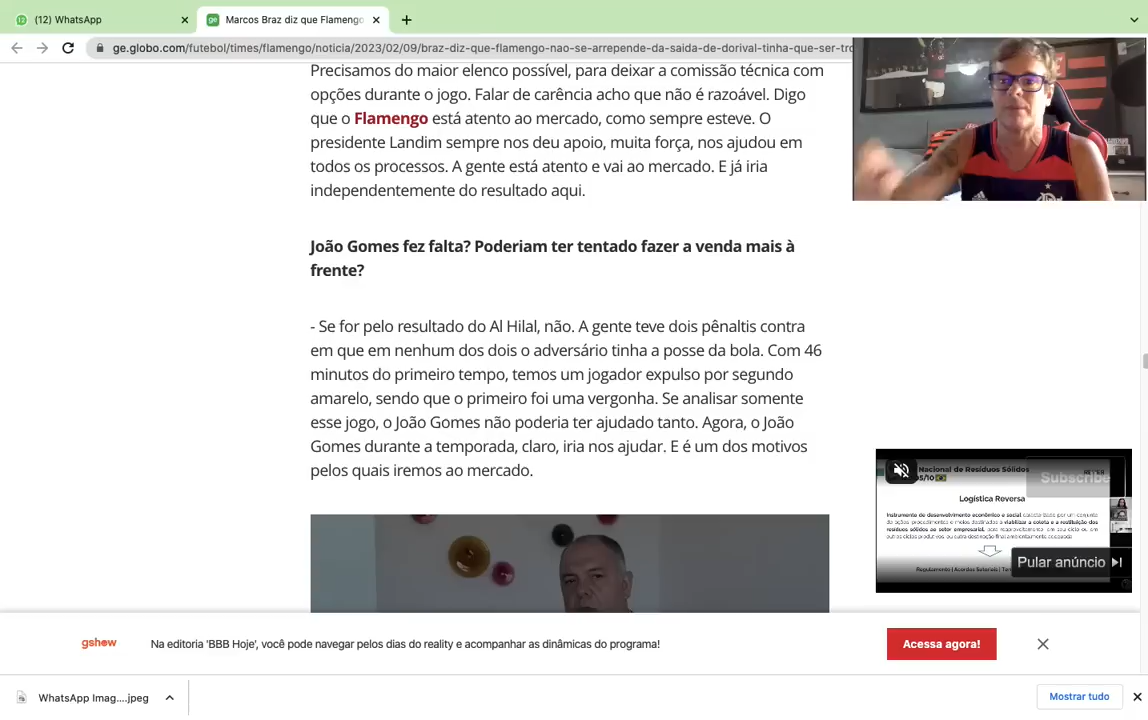 (12) WhatsApp
Marcos Braz diz que Flamengo
ge.globo.com/futebol/times/flamengo/noticia/2023/02/09/braz-diz-que-flamengo-nao-se-arrepende-da-saida-de-dorival-tinha-que-ser-tro
Precisamos do maior elenco possível, para deixar a comissão técnica com
opções durante o jogo. Falar de carência acho que não é razoável. Digo
que o Flamengo está atento ao mercado, como sempre esteve. O
presidente Landim sempre nos deu apoio, muita força, nos ajudou em
todos os processos. A gente está atento e vai ao mercado. E já iria
independentemente do resultado aqui.
João Gomes fez falta? Poderiam ter tentado fazer a venda mais à
frente?
- Se for pelo resultado do Al Hilal, não. A gente teve dois pênaltis contra
em que em nenhum dos dois o adversário tinha a posse da bola. Com 46
minutos do primeiro tempo, temos um jogador expulso por segundo
amarelo, sendo que o primeiro foi uma vergonha. Se analisar somente
esse jogo, o João Gomes não poderia ter ajudado tanto. Agora, o João
Gomes durante a temporada, claro, iria nos ajudar. E é um dos motivos
pelos quais iremos ao mercado.
Nacional de Resíduos Sólidos
Subscribe
Logística Reversa
Pular anúncio
gshow
Na editoria 'BBB Hoje', você pode navegar pelos dias do reality e acompanhar as dinâmicas do programa!
Acessa agora!
WhatsApp Imag....jpeg
Mostrar tudo